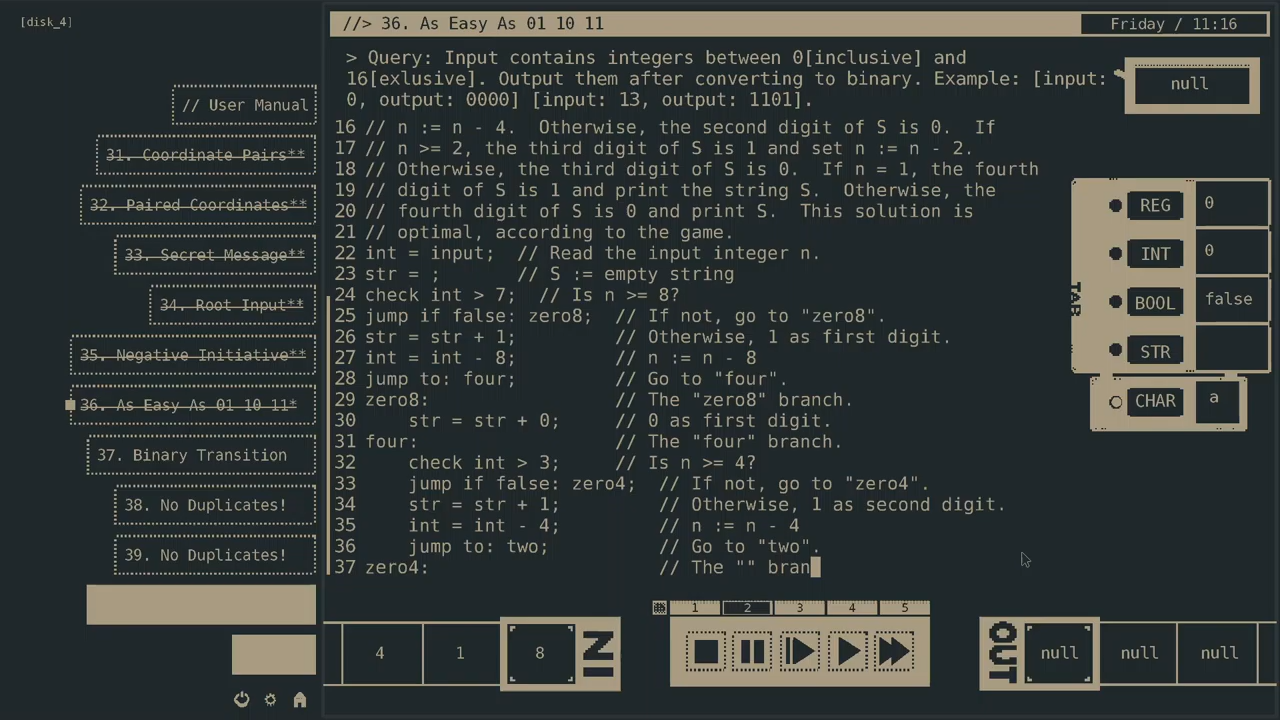 [disk_4]
//> 36. As Easy As 01 10 11
Friday / 11:16
> Query: Input contains integers between 0[inclusive] and
16[exlusive]. Output them after converting to binary. Example: [input:
0, output: 0000] [input: 13, output: 1101].
null
// User Manual
31. Coordinate Pairs**
32. Paired Coordinates**
33. Secret Message**
34. Root Input**
35. Negative Initiative**
36. As Easy As 01 10 11*
37. Binary Transition
38. No Duplicates!
39. No Duplicates!
16 // n := n - 4.  Otherwise, the second digit of S is 0.  If
17 // n >= 2, the third digit of S is 1 and set n := n - 2.
18 // Otherwise, the third digit of S is 0.  If n = 1, the fourth
19 // digit of S is 1 and print the string S.  Otherwise, the
20 // fourth digit of S is 0 and print S.  This solution is
21 // optimal, according to the game.
22 int = input;  // Read the input integer n.
23 str = ;       // S := empty string
24 check int > 7;  // Is n >= 8?
25 jump if false: zero8;  // If not, go to "zero8".
26 str = str + 1;         // Otherwise, 1 as first digit.
27 int = int - 8;         // n := n - 8
28 jump to: four;         // Go to "four".
29 zero8:                 // The "zero8" branch.
30     str = str + 0;     // 0 as first digit.
31 four:                  // The "four" branch.
32     check int > 3;     // Is n >= 4?
33     jump if false: zero4;  // If not, go to "zero4".
34     str = str + 1;         // Otherwise, 1 as second digit.
35     int = int - 4;         // n := n - 4
36     jump to: two;          // Go to "two".
37 zero4:                     // The "" bran
REG 0
INT 0
BOOL false
STR
CHAR a
1 2 3 4 5
4 1 8 IN
OUT null null null